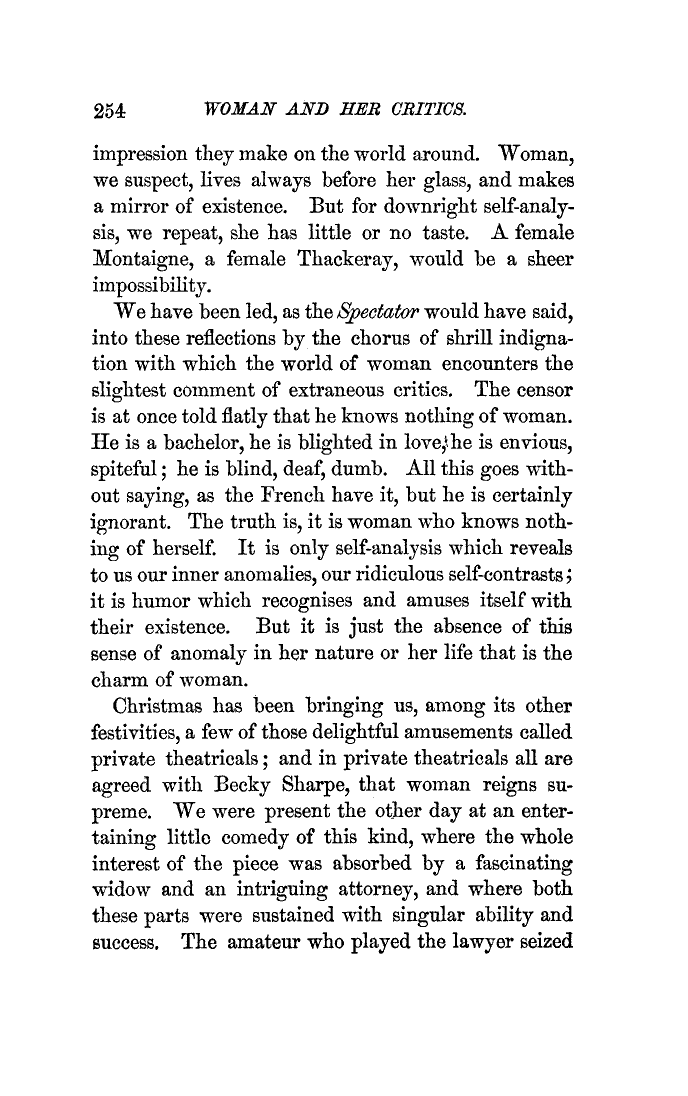 254 WOMAN AND HER CRITICS.
impression they make on the world around. Woman,
we suspect, lives always before her glass, and makes
a mirror of existence. But for downright self-analy-
sis, we repeat, she has little or no taste. A female
Montaigne, a female Thackeray, would be a sheer
impossibility.
We have been led, as the Spectator would have said,
into these reflections by the chorus of shrill indigna-
tion with which the world of woman encounters the
slightest comment of extraneous critics. The censor
is at once told flatly that he knows nothing of woman.
He is a bachelor, he is blighted in love, he is envious,
spiteful; he is blind, deaf, dumb. All this goes with-
out saying, as the French have it, but he is certainly
ignorant. The truth is, it is woman who knows noth-
ing of herself. It is only self-analysis which reveals
to us our inner anomalies, our ridiculous self-contrasts;
it is humor which recognises and amuses itself with
their existence. But it is just the absence of this
sense of anomaly in her nature or her life that is the
charm of woman.
Christmas has been bringing us, among its other
festivities, a few of those delightful amusements called
private theatricals; and in private theatricals all are
agreed with Becky Sharpe, that woman reigns su-
preme. We were present the other day at an enter-
taining little comedy of this kind, where the whole
interest of the piece was absorbed by a fascinating
widow and an intriguing attorney, and where both
these parts were sustained with singular ability and
success. The amateur who played the lawyer seized